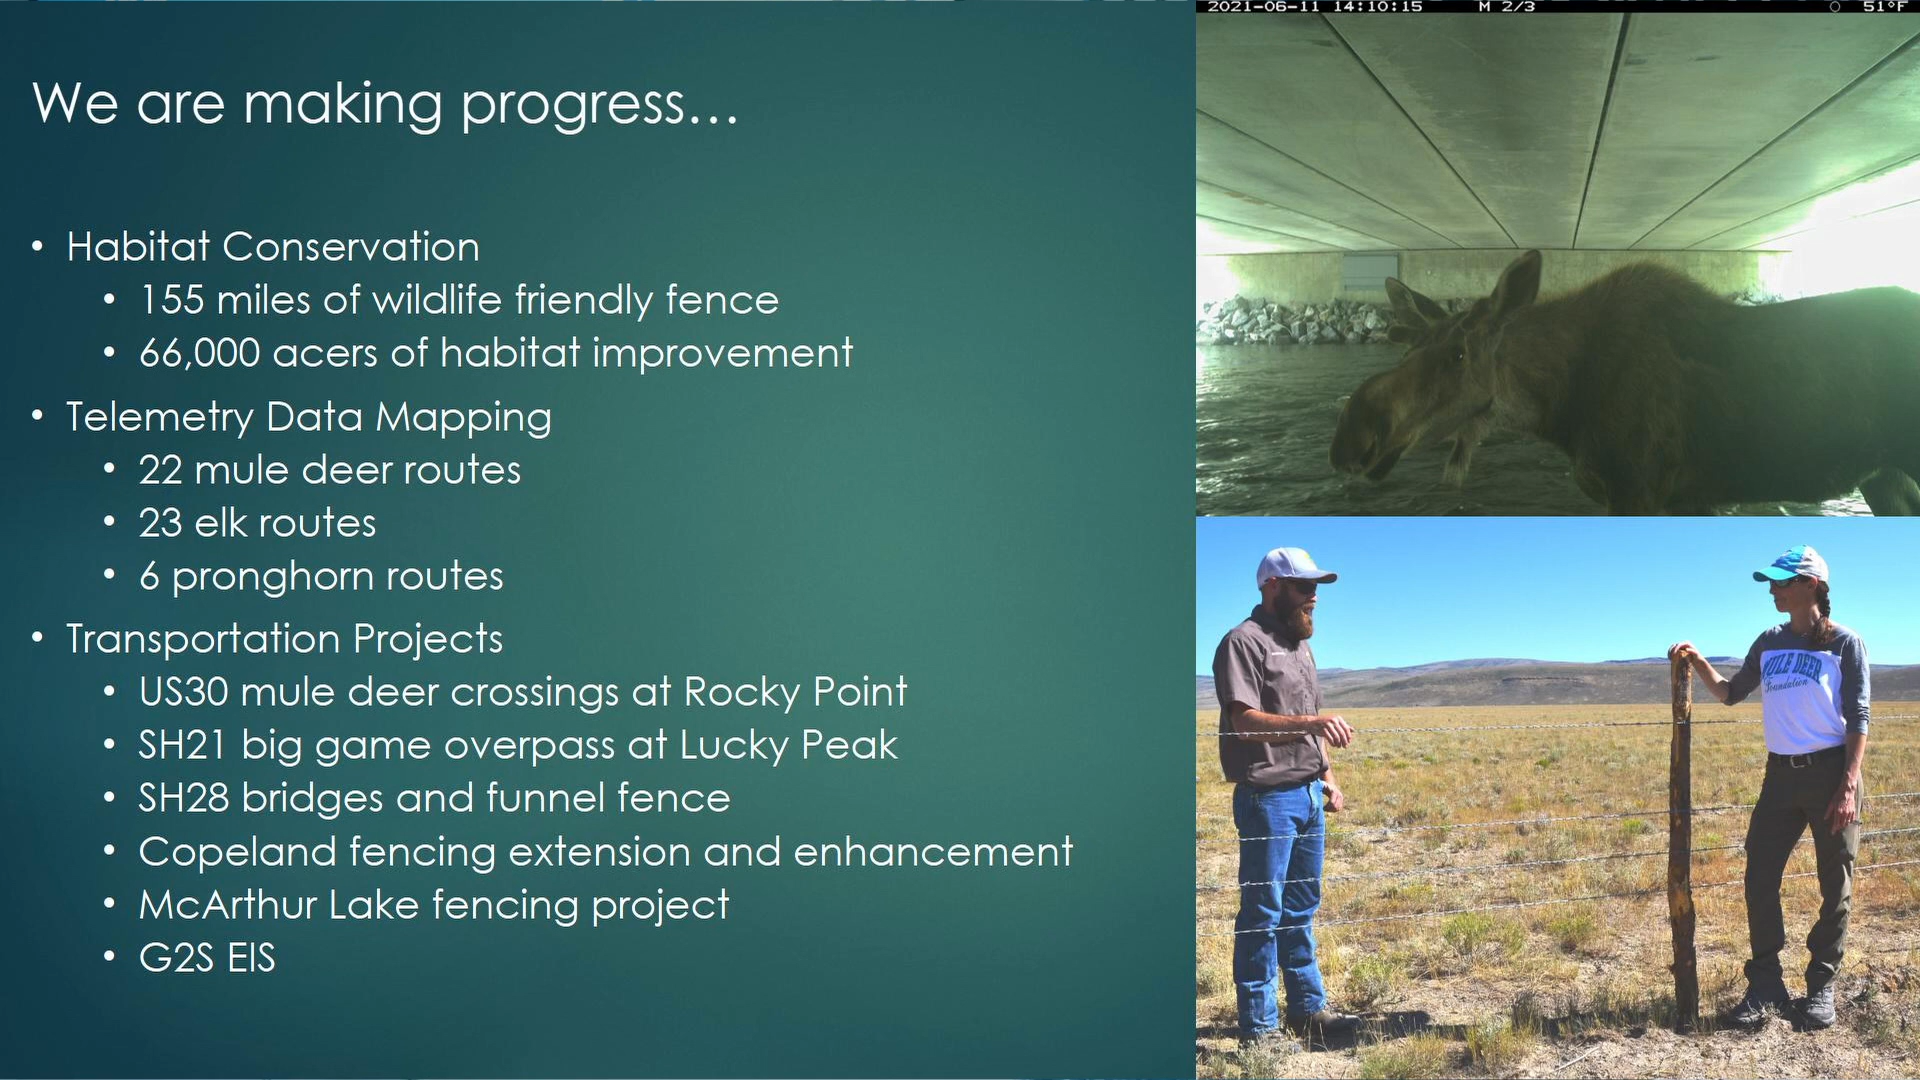 We are making progress…
• Habitat Conservation
• 155 miles of wildlife friendly fence
• 66,000 acers of habitat improvement
• Telemetry Data Mapping
• 22 mule deer routes
• 23 elk routes
• 6 pronghorn routes
• Transportation Projects
• US30 mule deer crossings at Rocky Point
• SH21 big game overpass at Lucky Peak
• SH28 bridges and funnel fence
• Copeland fencing extension and enhancement
• McArthur Lake fencing project
• G2S EIS
2021-06-11 14:10:15 M 2/3 ○ 51°F
MULE DEER
Foundation